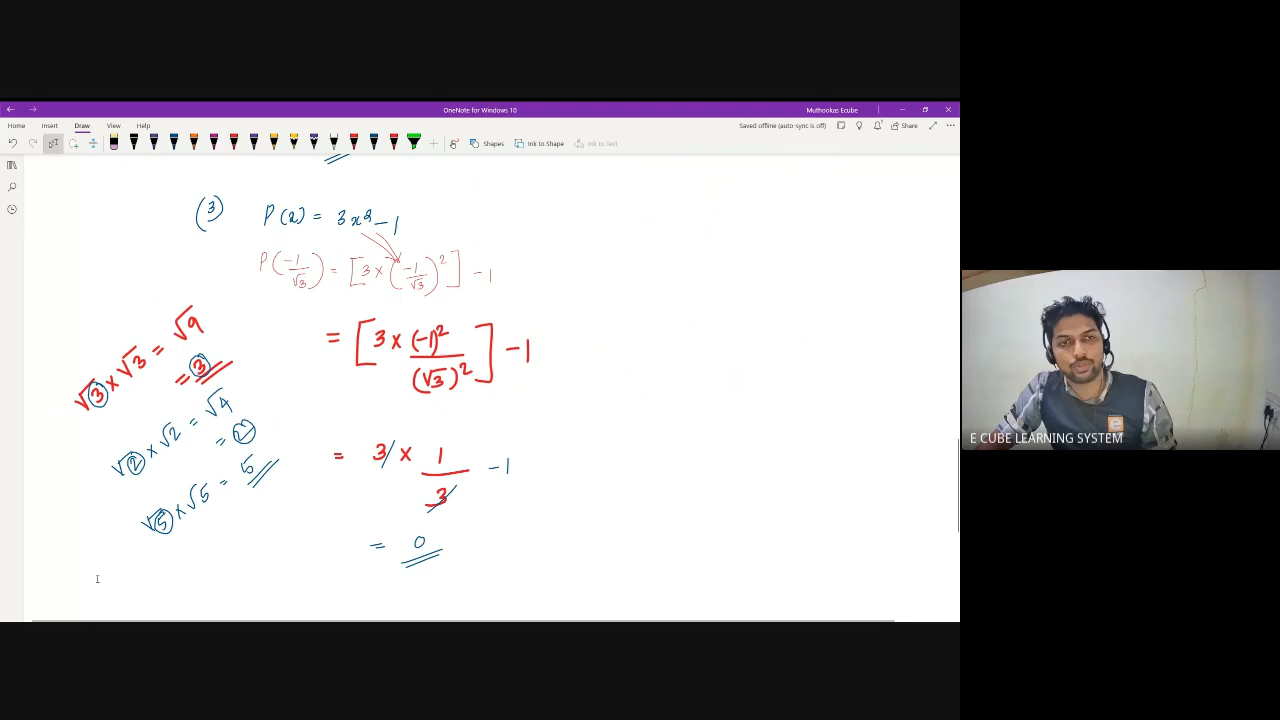 OneNote for Windows 10
Muthookas Ecube
Home Insert Draw View Help
Saved offline (auto-sync is off)
Share
Shapes
Ink to Shape
Ink to Text
(3) P(x) = 3x² - 1
P(-1/√3) = [3 × (-1/√3)²] - 1
= [3 × (-1)²/(√3)²] - 1
= 3 × 1/3 - 1
= 0
√3 × √3 = √9
= 3
√2 × √2 = √4
= 2
√5 × √5 = 5
E CUBE LEARNING SYSTEM
e